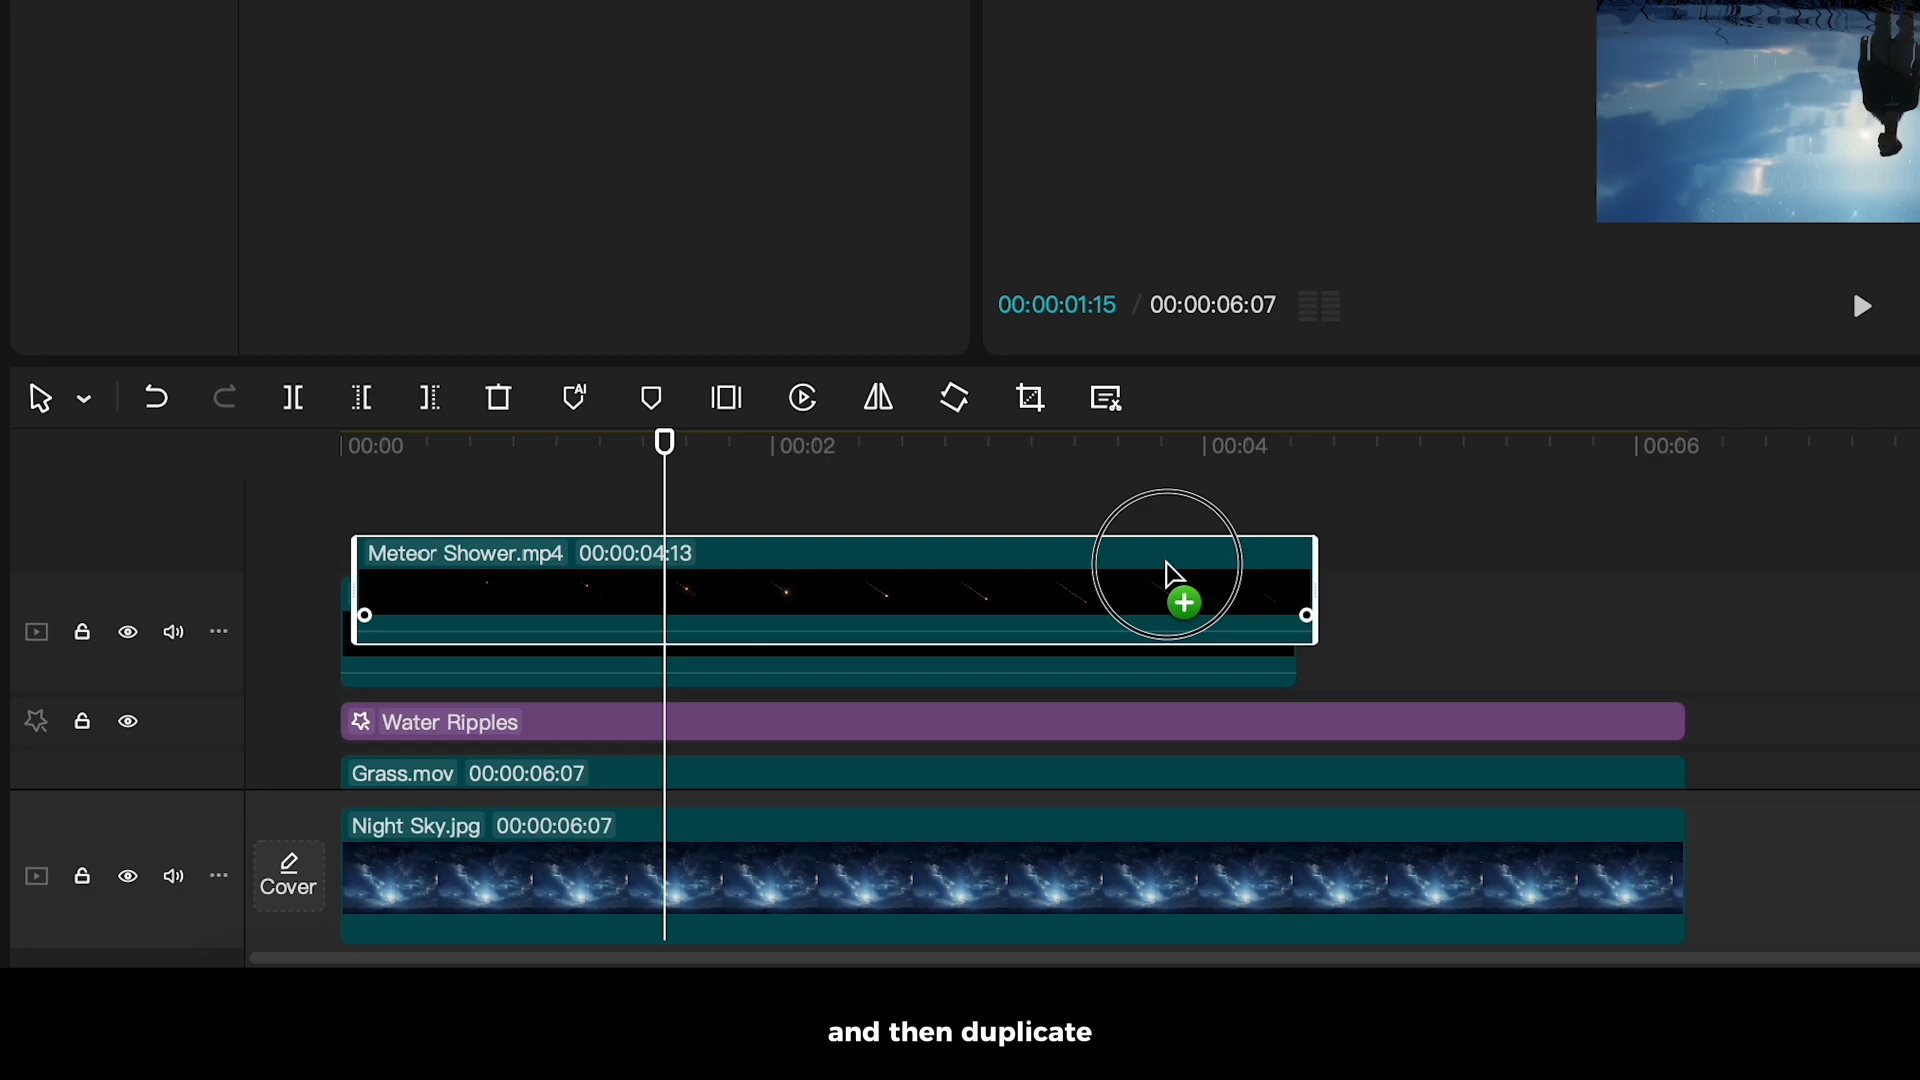 00:00:01:15 / 00:00:06:07
AI
00:00 00:02 00:04 00:06
Meteor Shower.mp4 00:00:04:13
Water Ripples
Grass.mov 00:00:06:07
Night Sky.jpg 00:00:06:07
Cover
and then duplicate